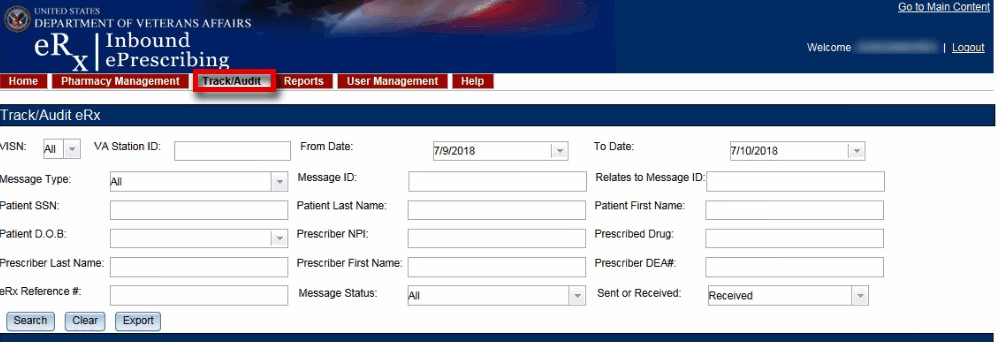 Go to Main Content
UNITED STATES
DEPARTMENT OF VETERANS AFFAIRS
eRx | Inbound
ePrescribing
Welcome | Logout
Home Pharmacy Management Track/Audit Reports User Management Help
Track/Audit eRx
VISN: All VA Station ID: From Date: 7/9/2018 To Date: 7/10/2018
Message Type: All Message ID: Relates to Message ID:
Patient SSN: Patient Last Name: Patient First Name:
Patient D.O.B: Prescriber NPI: Prescribed Drug:
Prescriber Last Name: Prescriber First Name: Prescriber DEA#:
eRx Reference #: Message Status: All Sent or Received: Received
Search Clear Export